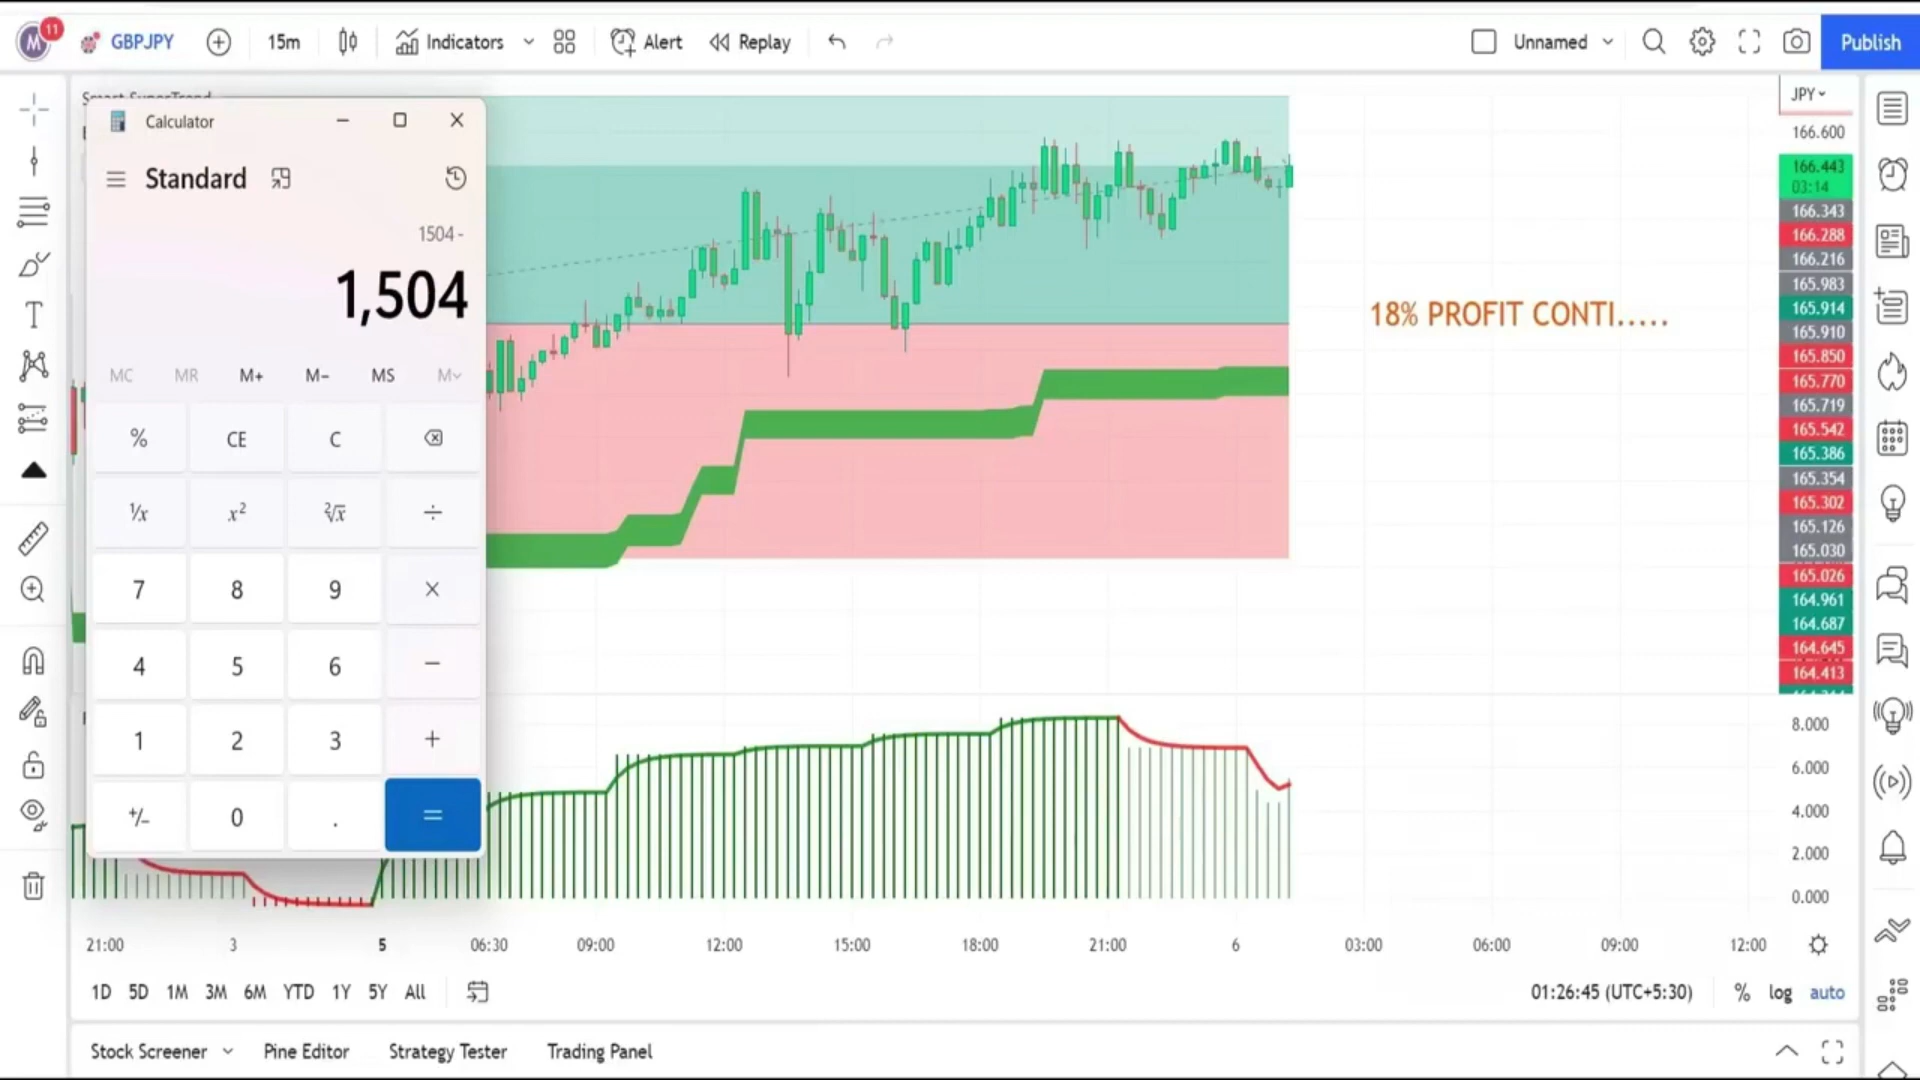 M 11 GBPJPY 15m Indicators Alert Replay Unnamed Publish
Smart SuperTrend
Calculator
Standard
1504 -
1,504
MC MR M+ M− MS M
% CE C
1/x x² ²√x ÷
7 8 9 ×
4 5 6 −
1 2 3 +
+/− 0 . =
18% PROFIT CONTI.....
JPY
166.600
166.443
03:14
166.343
166.288
166.216
165.983
165.914
165.910
165.850
165.770
165.719
165.542
165.386
165.354
165.302
165.126
165.030
165.026
164.961
164.687
164.645
164.413
8.000
6.000
4.000
2.000
0.000
21:00 3 5 06:30 09:00 12:00 15:00 18:00 21:00 6 03:00 06:00 09:00 12:00
1D 5D 1M 3M 6M YTD 1Y 5Y All 01:26:45 (UTC+5:30) % log auto
Stock Screener Pine Editor Strategy Tester Trading Panel